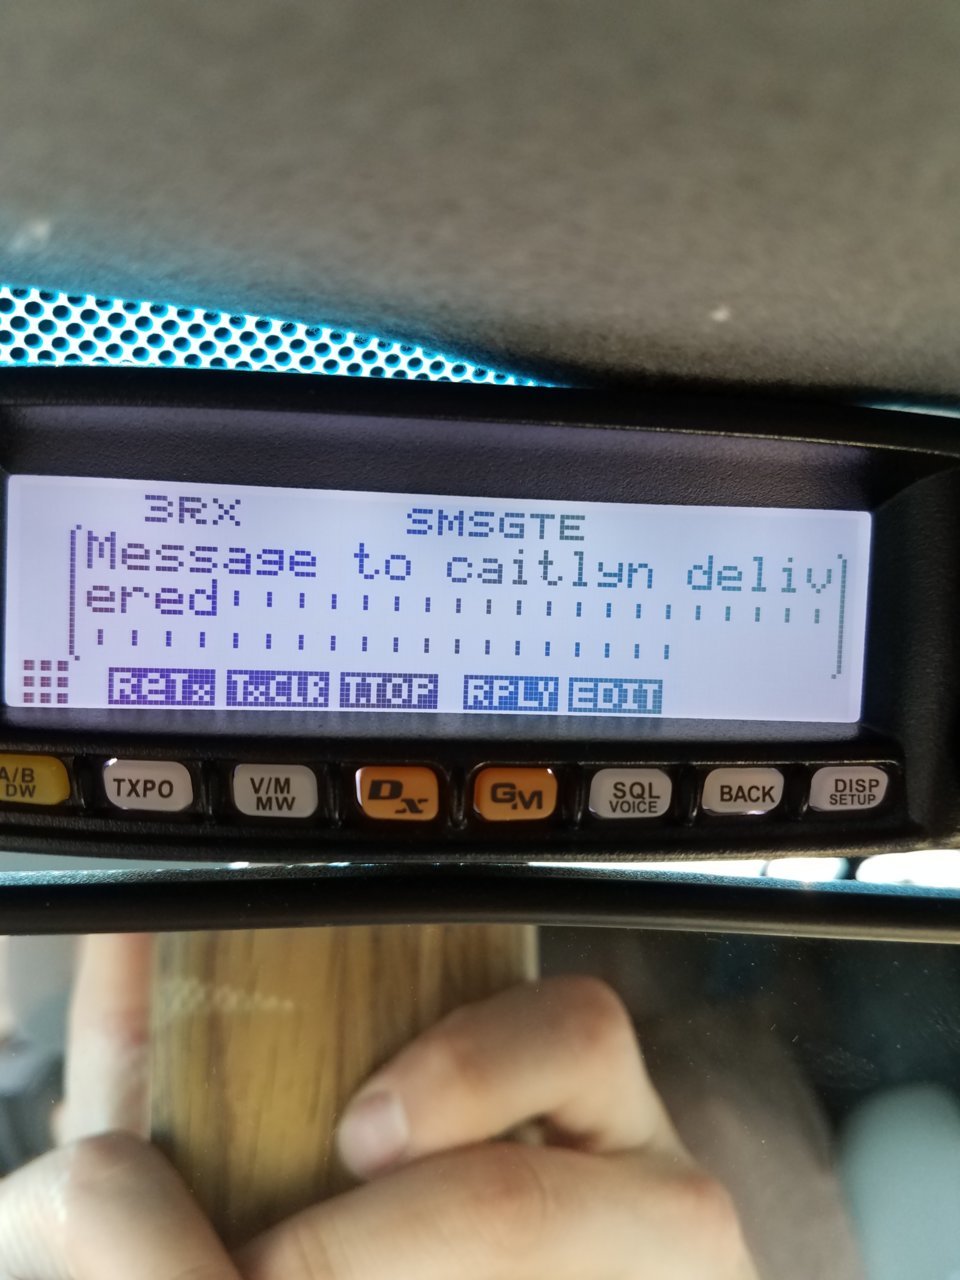 3RX SMSGTE
Message to caitlyn deliv
ered
ReTx TxClR TTOP RPLY EDIT
A/B TXPO V/M DX GM SQL BACK DISP
DW MW VOICE SETUP